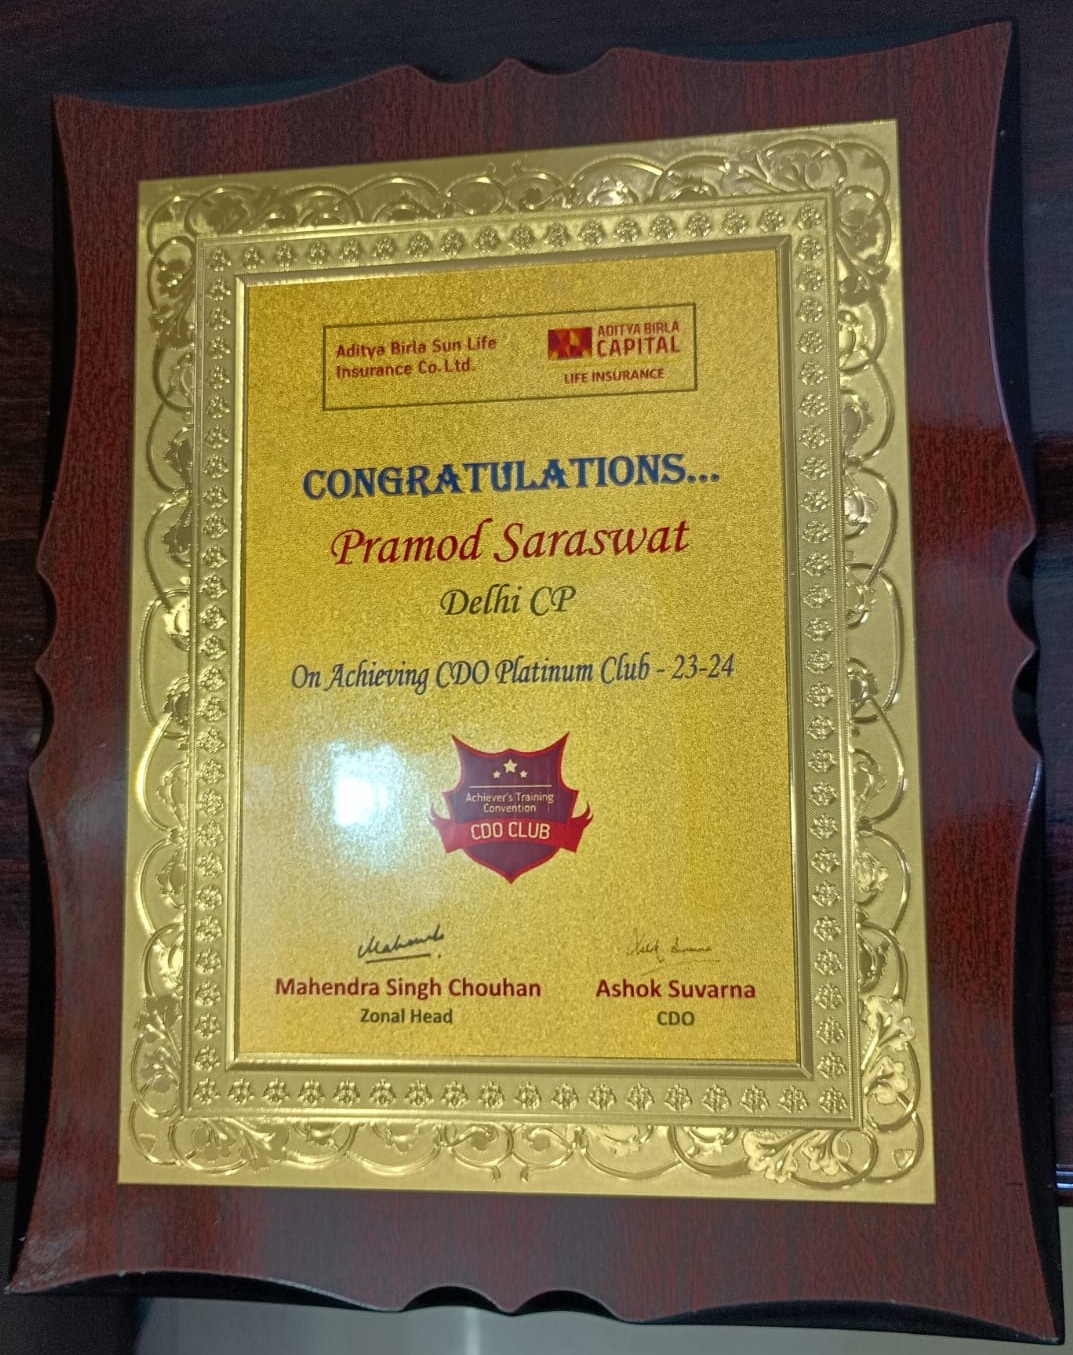 Aditya Birla Sun Life
Insurance Co. Ltd.
ADITYA BIRLA
CAPITAL
LIFE INSURANCE
CONGRATULATIONS...
Pramod Saraswat
Delhi CP
On Achieving CDO Platinum Club - 23-24
Achiever's Training
Convention
CDO CLUB
Mahendra Singh Chouhan
Zonal Head
Ashok Suvarna
CDO